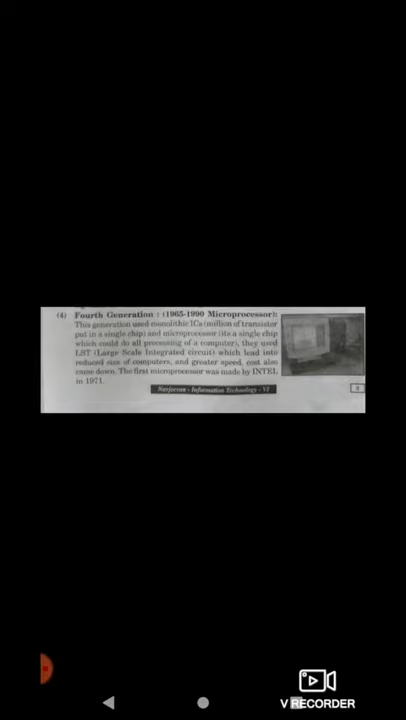 (4) Fourth Generation : (1965-1990 Microprocessor):
This generation used monolithic ICs (million of transistor
put in a single chip) and microprocessor (its a single chip
which could do all processing of a computer), they used
LST (Large Scale Integrated circuit) which lead into
reduced size of computers, and greater speed, cost also
came down. The first microprocessor was made by INTEL
in 1971.
Information Technology - VI
V RECORDER